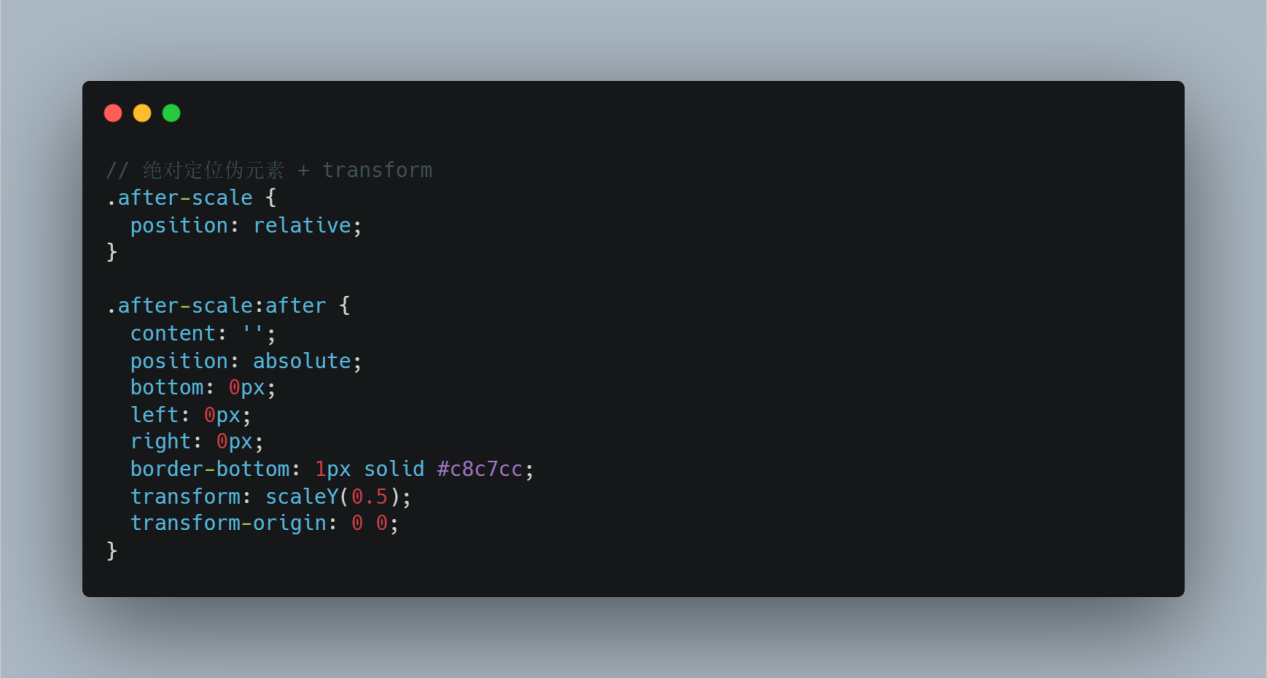 // 绝对定位伪元素 + transform
.after-scale {
  position: relative;
}

.after-scale:after {
  content: '';
  position: absolute;
  bottom: 0px;
  left: 0px;
  right: 0px;
  border-bottom: 1px solid #c8c7cc;
  transform: scaleY(0.5);
  transform-origin: 0 0;
}